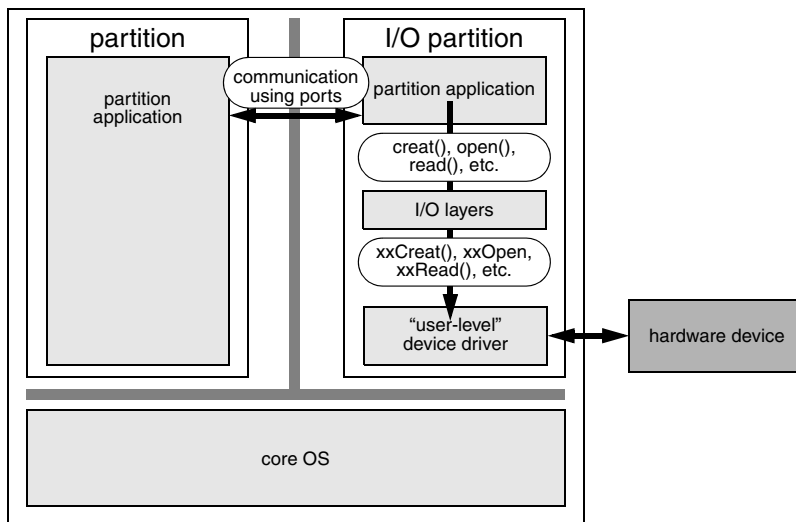 partition
partition
application
communication
using ports
I/O partition
partition application
creat(), open(),
read(), etc.
I/O layers
xxCreat(), xxOpen,
xxRead(), etc.
“user-level”
device driver
hardware device
core OS